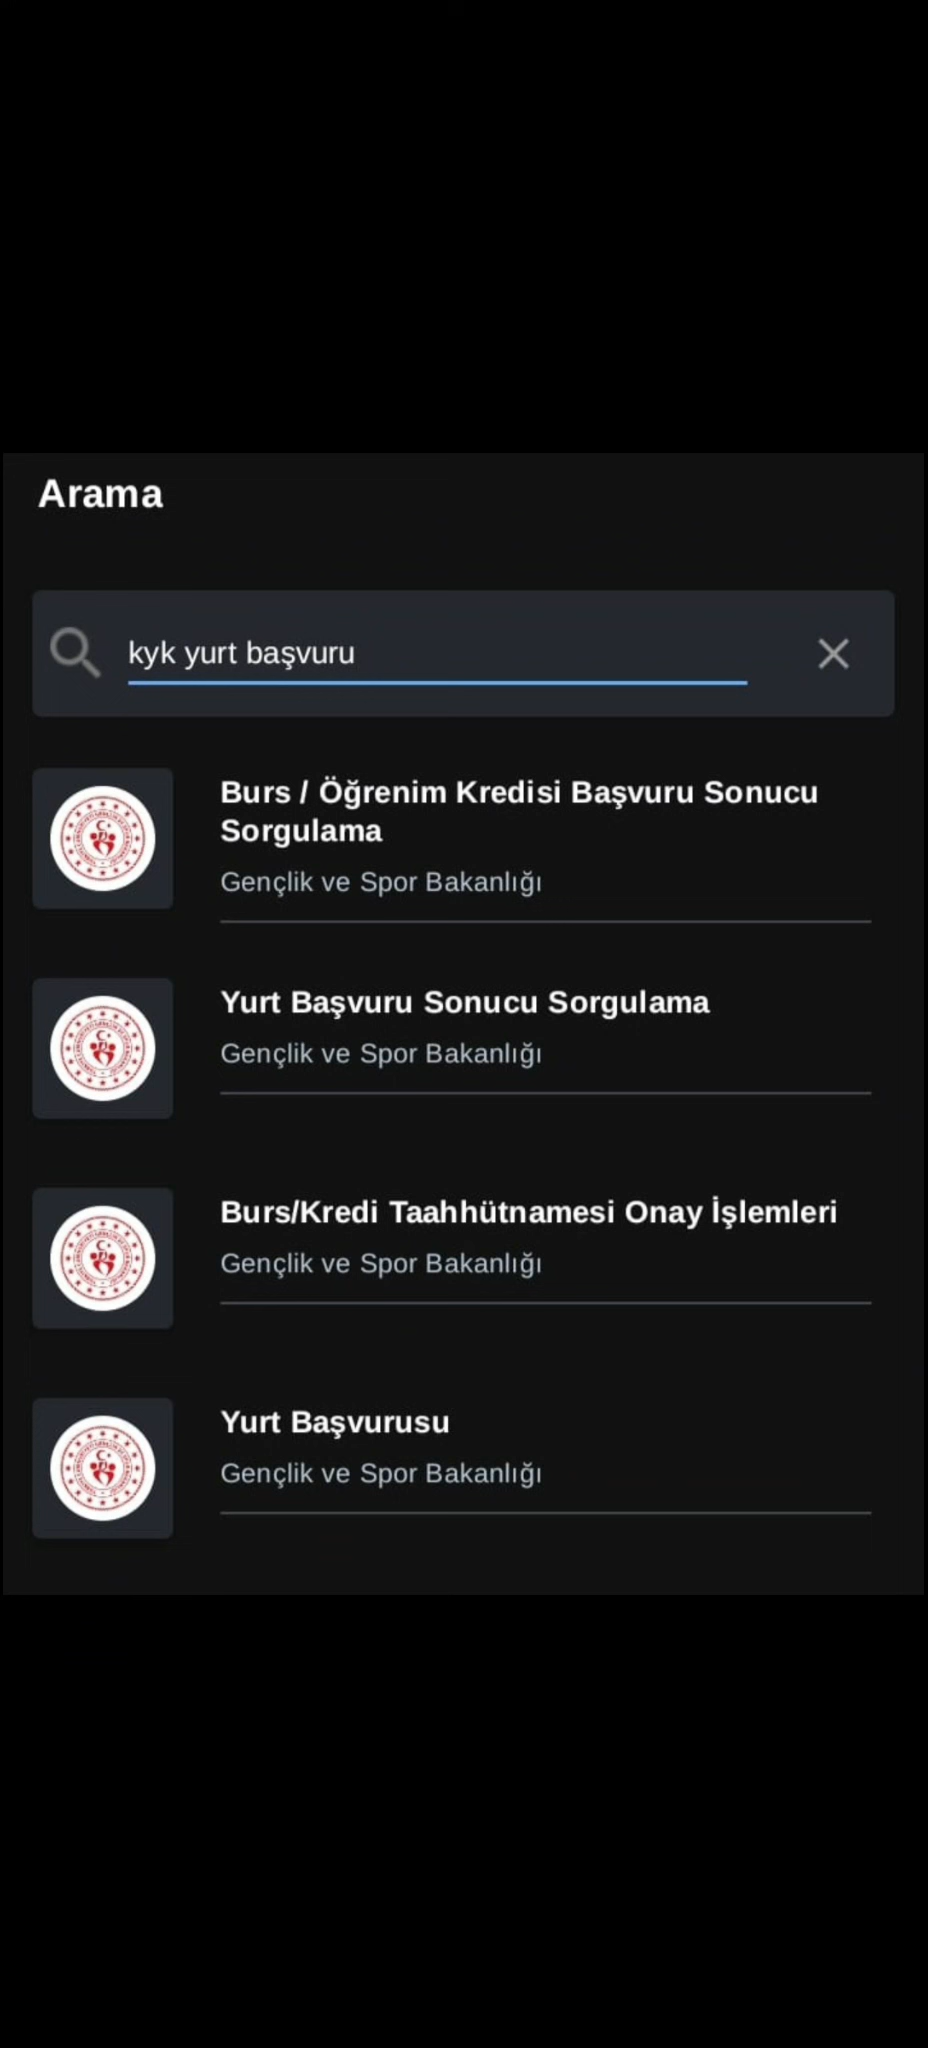 Arama
kyk yurt başvuru
Burs / Öğrenim Kredisi Başvuru Sonucu
Sorgulama
Gençlik ve Spor Bakanlığı
Yurt Başvuru Sonucu Sorgulama
Gençlik ve Spor Bakanlığı
Burs/Kredi Taahhütnamesi Onay İşlemleri
Gençlik ve Spor Bakanlığı
Yurt Başvurusu
Gençlik ve Spor Bakanlığı